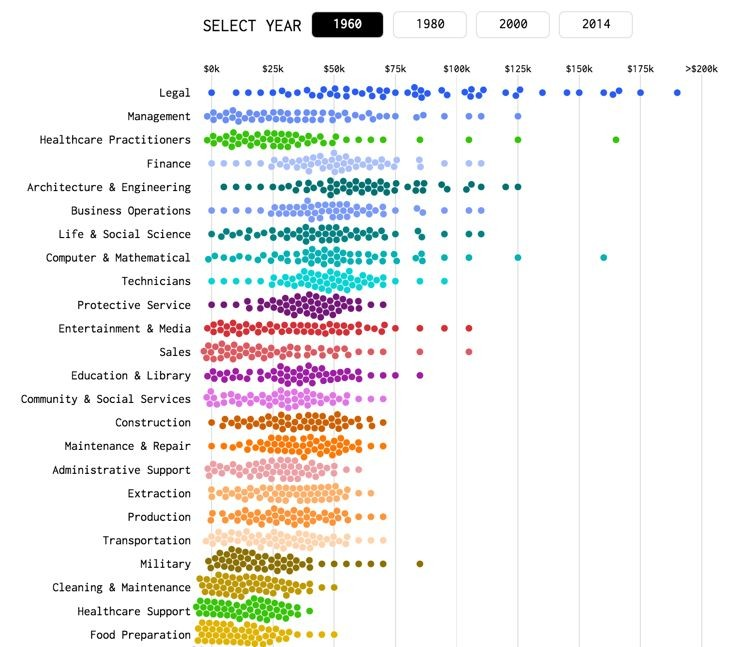 SELECT YEAR 1960 1980 2000 2014
$0k $25k $50k $75k $100k $125k $150k $175k >$200k
Legal
Management
Healthcare Practitioners
Finance
Architecture & Engineering
Business Operations
Life & Social Science
Computer & Mathematical
Technicians
Protective Service
Entertainment & Media
Sales
Education & Library
Community & Social Services
Construction
Maintenance & Repair
Administrative Support
Extraction
Production
Transportation
Military
Cleaning & Maintenance
Healthcare Support
Food Preparation